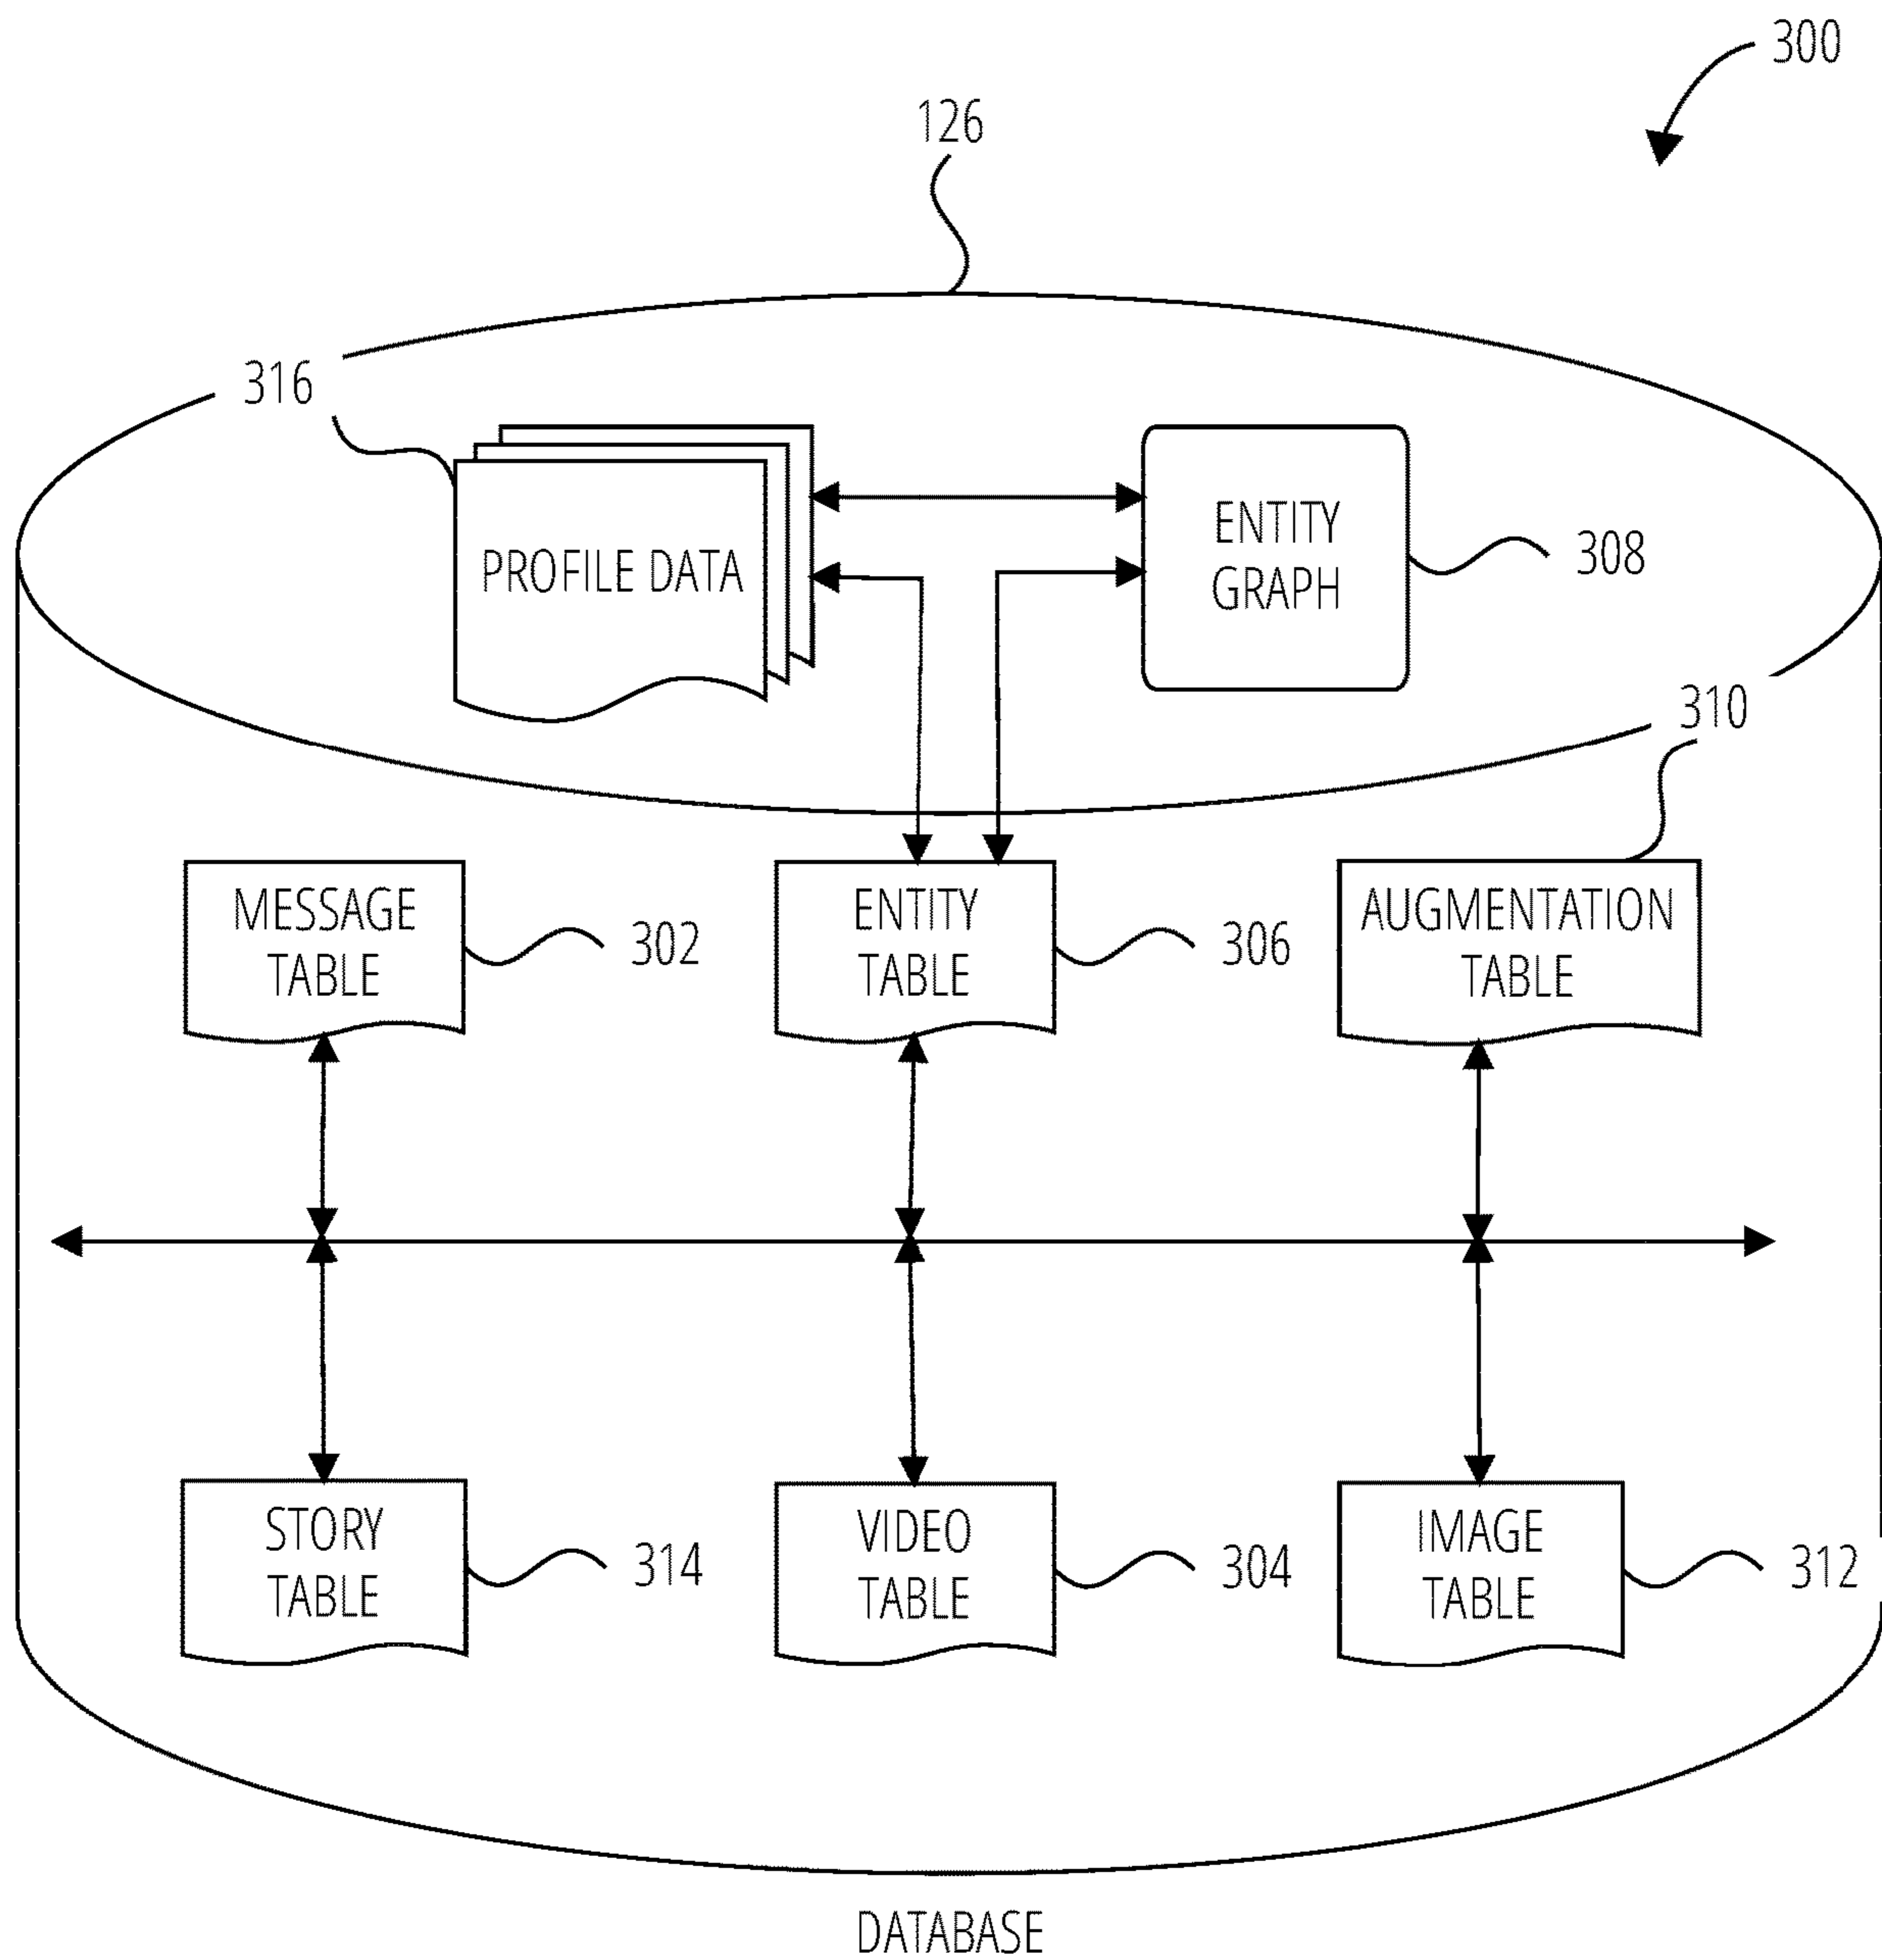 300
126
316
PROFILE DATA
ENTITY
GRAPH
308
310
MESSAGE
TABLE
302
ENTITY
TABLE
306
AUGMENTATION
TABLE
STORY
TABLE
314
VIDEO
TABLE
304
IMAGE
TABLE
312
DATABASE